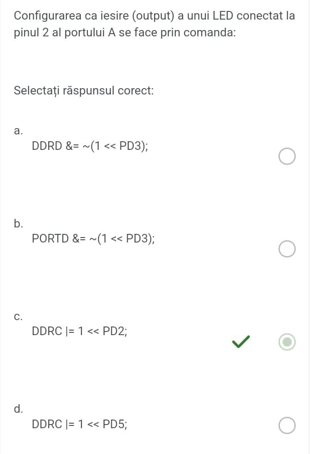 Configurarea ca iesire (output) a unui LED conectat la
pinul 2 al portului A se face prin comanda:
Selectați răspunsul corect:
a.
DDRD &= ~(1 << PD3);
b.
PORTD &= ~(1 << PD3);
c.
DDRC |= 1 << PD2;
d.
DDRC |= 1 << PD5;